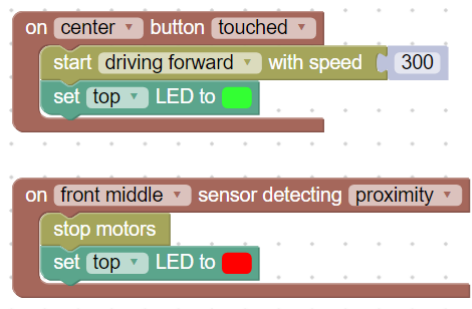 on center button touched
start driving forward with speed 300
set top LED to
on front middle sensor detecting proximity
stop motors
set top LED to